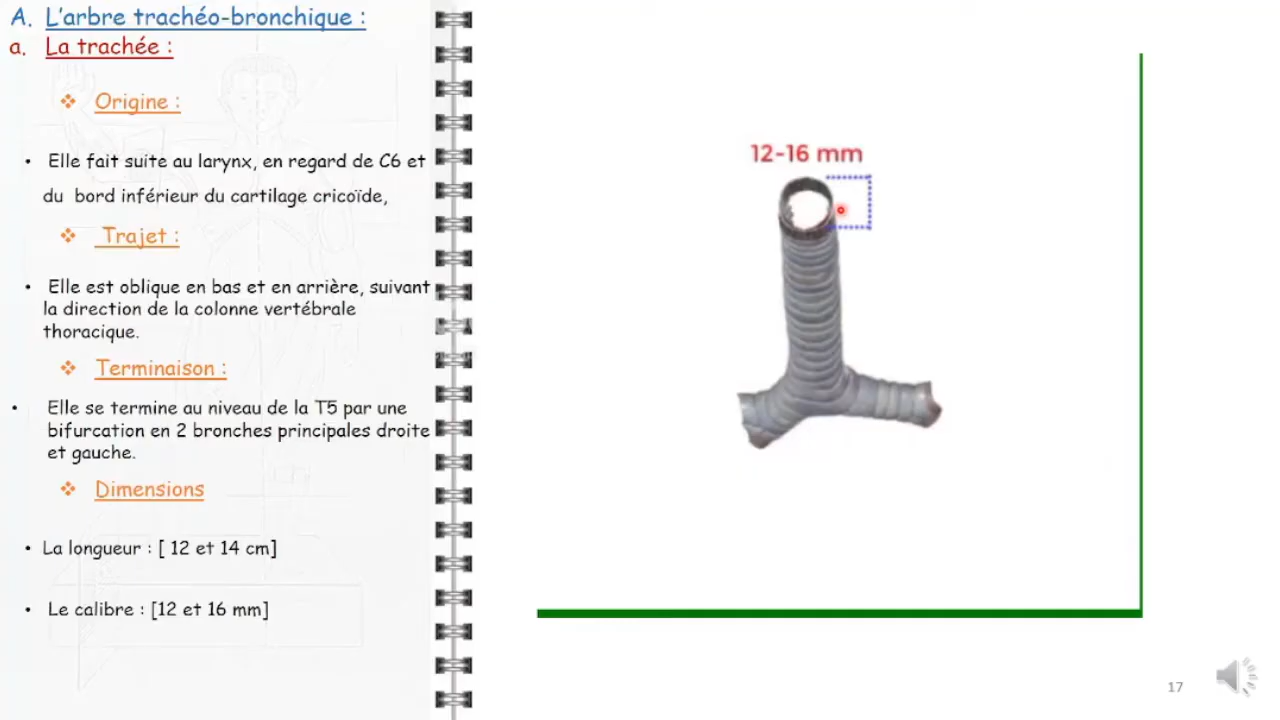 A. L’arbre trachéo-bronchique :
a. La trachée :
❖ Origine :
• Elle fait suite au larynx, en regard de C6 et
du bord inférieur du cartilage cricoïde,
❖ Trajet :
• Elle est oblique en bas et en arrière, suivant
la direction de la colonne vertébrale
thoracique.
❖ Terminaison :
• Elle se termine au niveau de la T5 par une
bifurcation en 2 bronches principales droite
et gauche.
❖ Dimensions
• La longueur : [ 12 et 14 cm]
• Le calibre : [12 et 16 mm]
12-16 mm
17